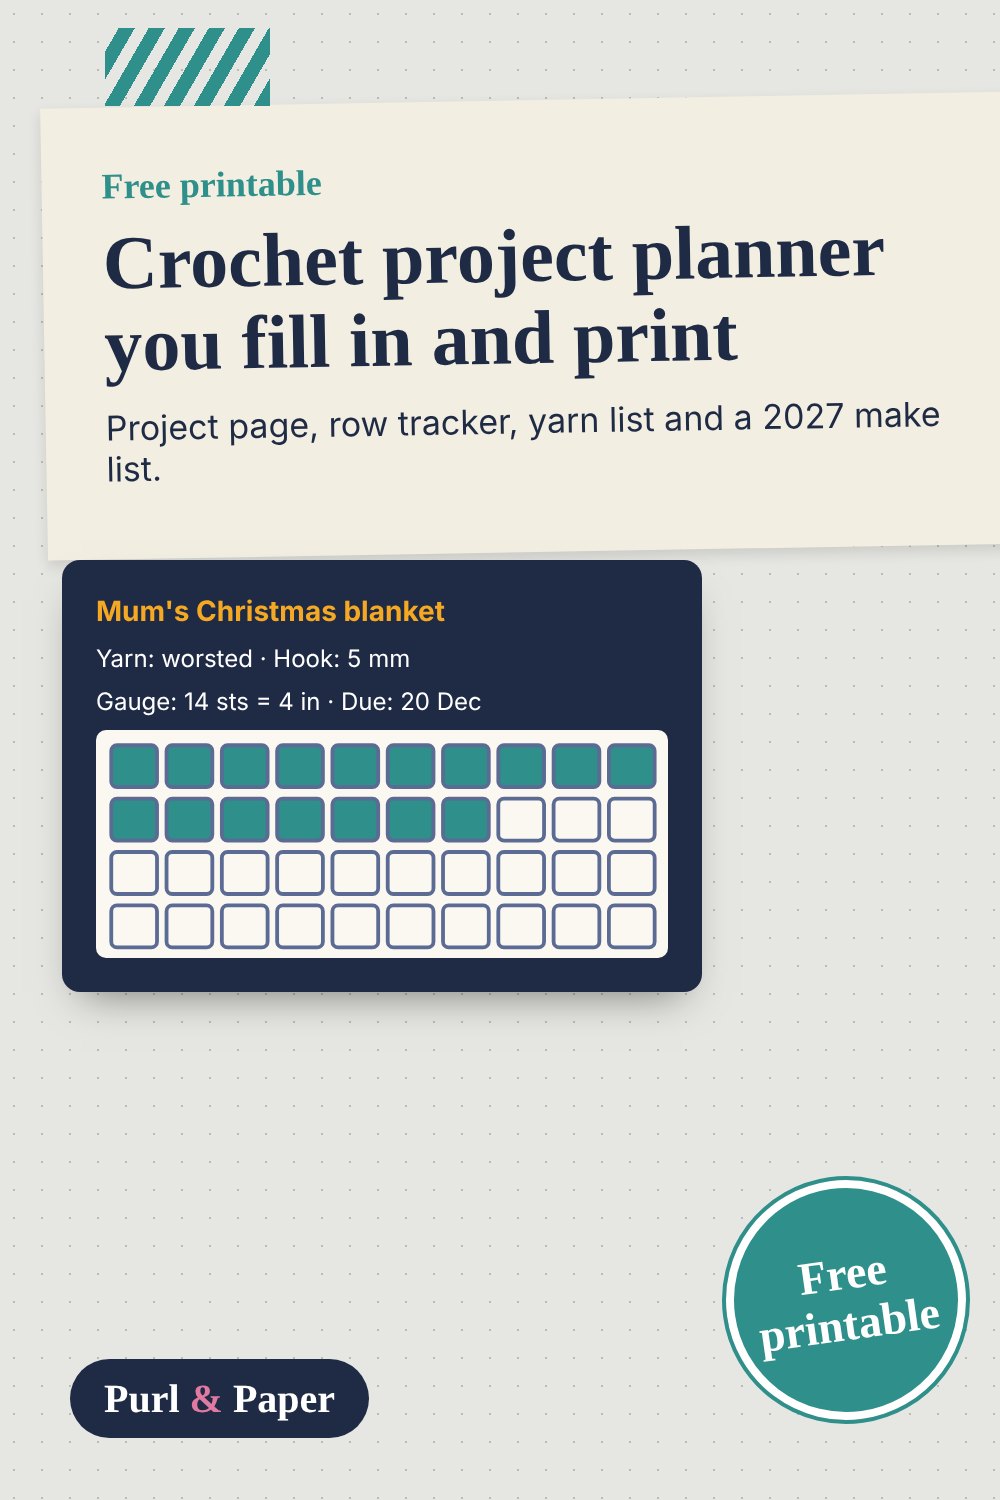 Free printable
Crochet project planner
you fill in and print
Project page, row tracker, yarn list and a 2027 make
list.
Mum's Christmas blanket
Yarn: worsted · Hook: 5 mm
Gauge: 14 sts = 4 in · Due: 20 Dec
Free
printable
Purl & Paper